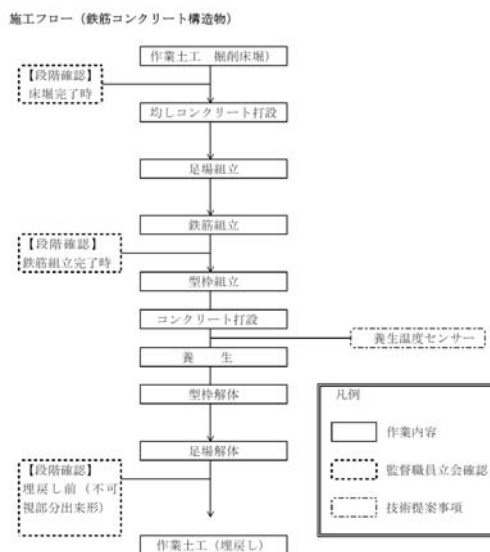 施工フロー（鉄筋コンクリート構造物）
作業土工　掘削床堀）
【段階確認】
床堀完了時
均しコンクリート打設
足場組立
鉄筋組立
【段階確認】
鉄筋組立完了時
型枠組立
コンクリート打設
養生温度センサー
養　生
型枠解体
凡例
作業内容
足場解体
【段階確認】
埋戻し前（不可
視部分出来形）
監督職員立会確認
技術提案事項
作業土工（埋戻し）